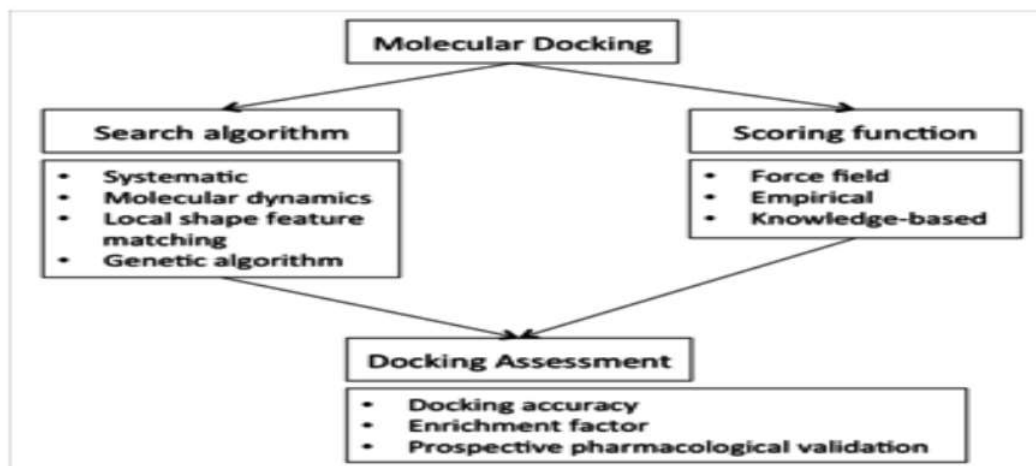 Molecular Docking
Search algorithm
• Systematic
• Molecular dynamics
• Local shape feature
matching
• Genetic algorithm
Scoring function
• Force field
• Empirical
• Knowledge-based
Docking Assessment
• Docking accuracy
• Enrichment factor
• Prospective pharmacological validation